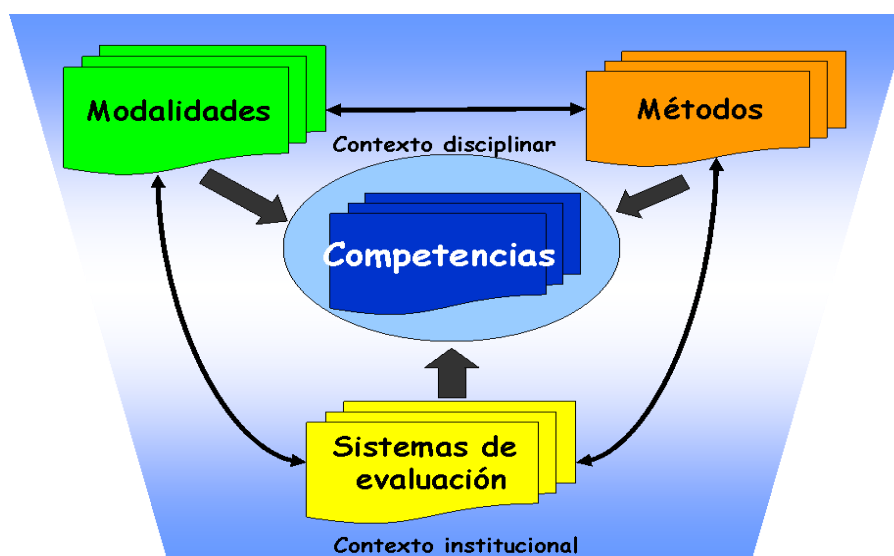 Modalidades
Métodos
Contexto disciplinar
Competencias
Sistemas de
evaluación
Contexto institucional